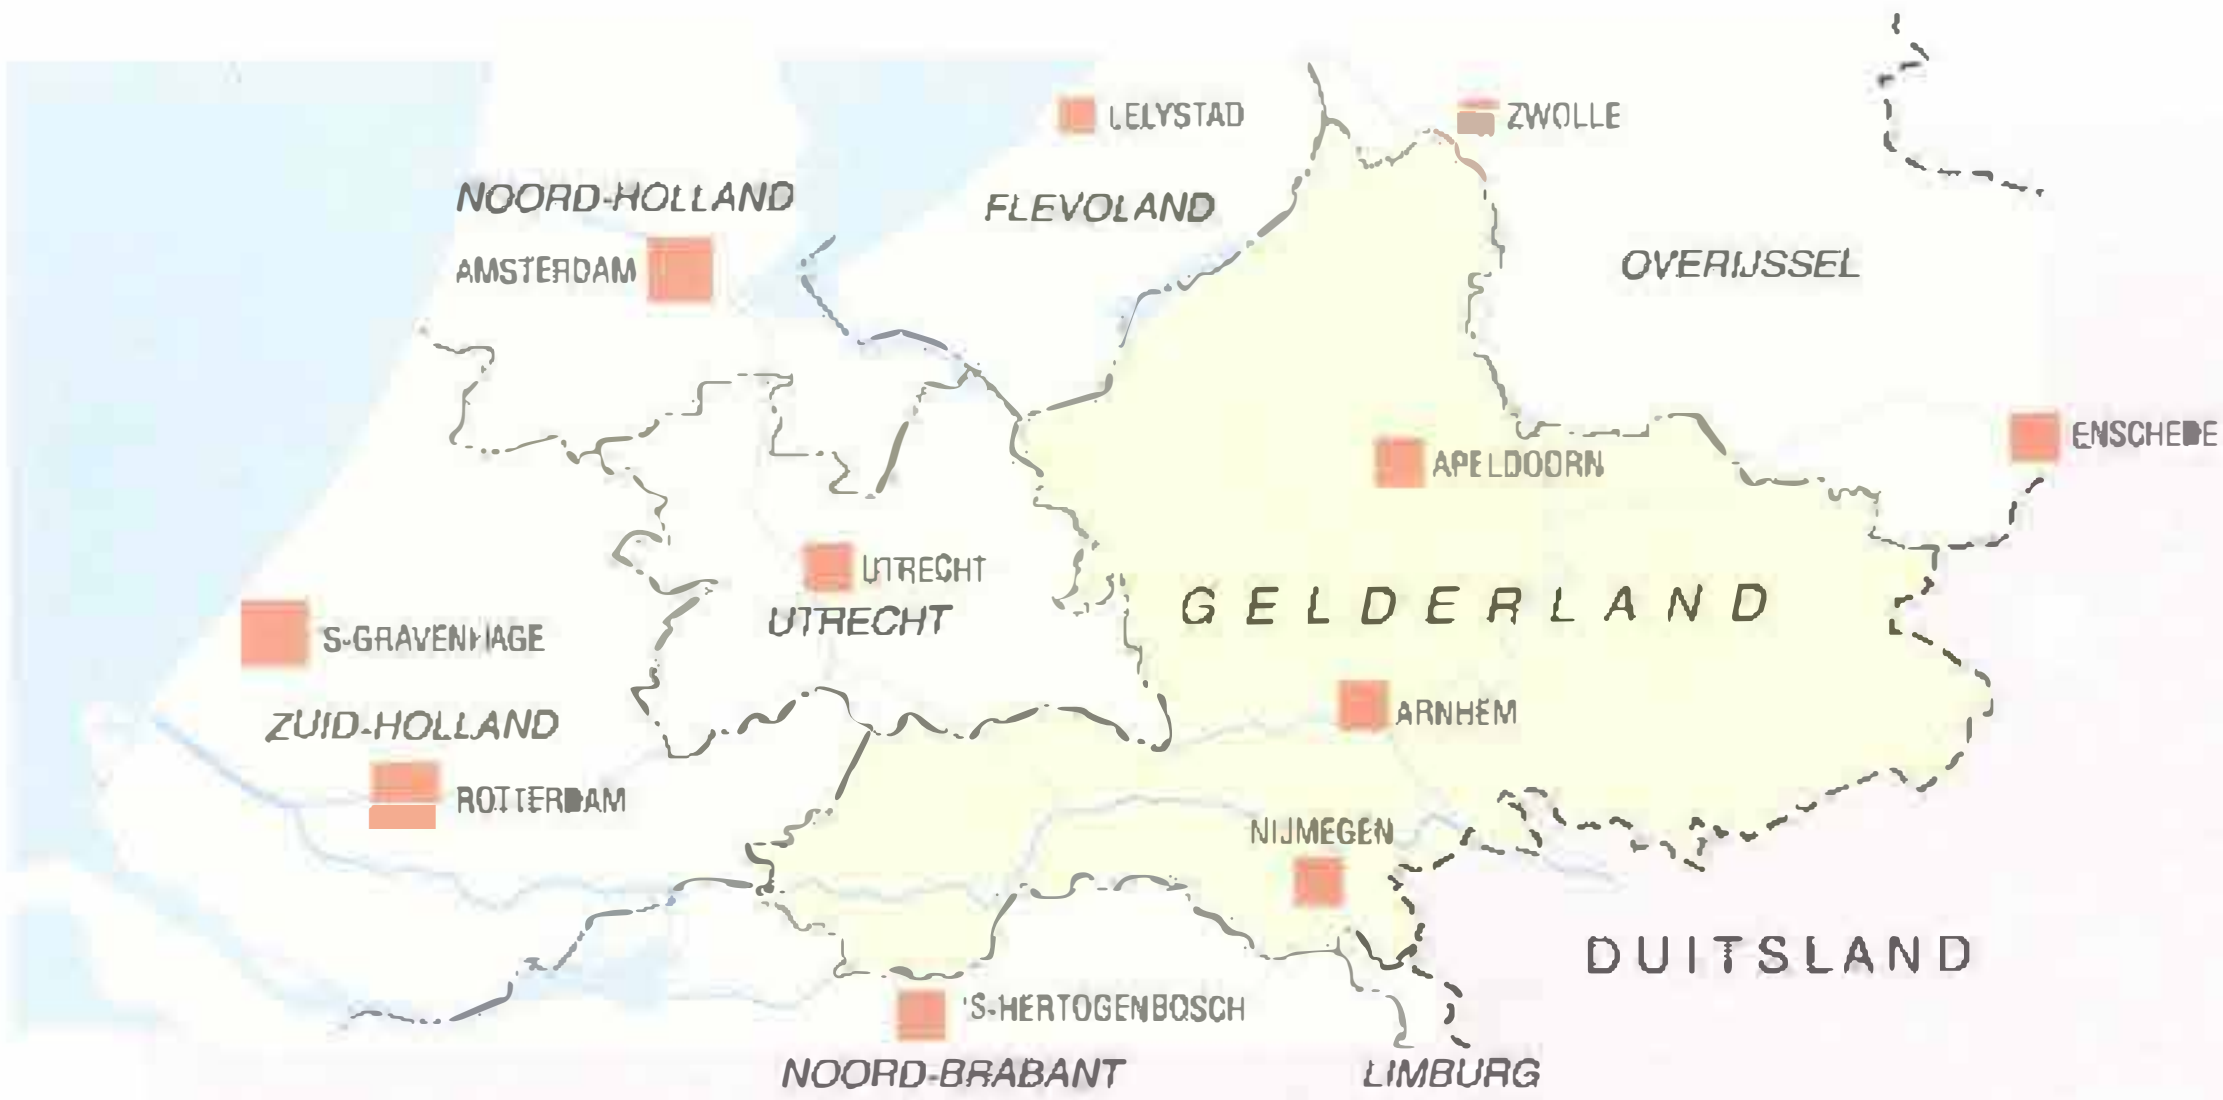 LELYSTAD
ZWOLLE
NOORD-HOLLAND
FLEVOLAND
AMSTERDAM
OVERIJSSEL
ENSCHEDE
APELDOORN
UTRECHT
UTRECHT
GELDERLAND
S-GRAVENHAGE
ZUID-HOLLAND
ARNHEM
ROTTERDAM
NIJMEGEN
DUITSLAND
'S-HERTOGENBOSCH
NOORD-BRABANT
LIMBURG